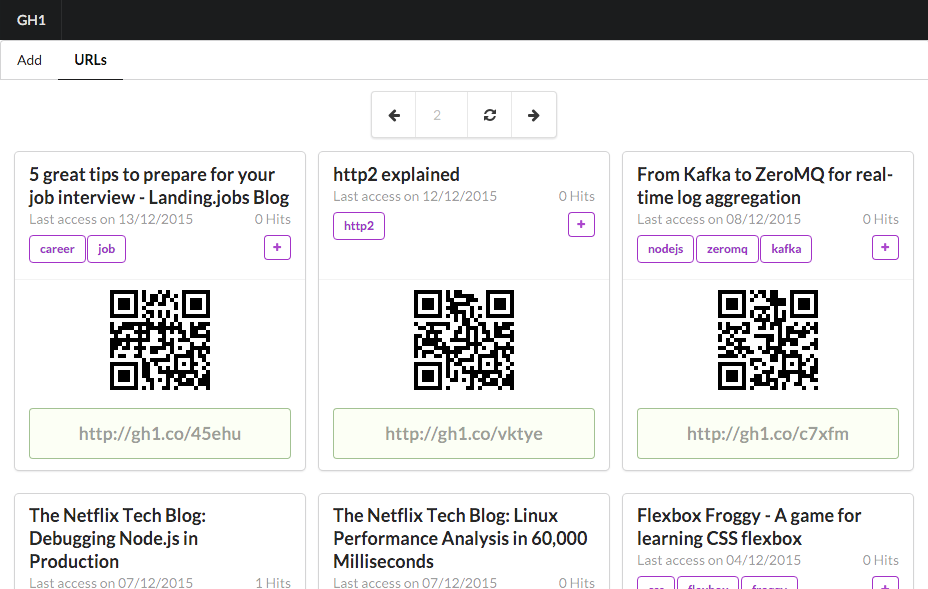 GH1
Add URLs
2
5 great tips to prepare for your
job interview - Landing.jobs Blog
Last access on 13/12/2015 0 Hits
career job +
http://gh1.co/45ehu
http2 explained
Last access on 12/12/2015 0 Hits
http2 +
http://gh1.co/vktye
From Kafka to ZeroMQ for real-
time log aggregation
Last access on 08/12/2015 0 Hits
nodejs zeromq kafka +
http://gh1.co/c7xfm
The Netflix Tech Blog:
Debugging Node.js in
Production
Last access on 07/12/2015 1 Hits
The Netflix Tech Blog: Linux
Performance Analysis in 60,000
Milliseconds
Last access on 07/12/2015 0 Hits
Flexbox Froggy - A game for
learning CSS flexbox
Last access on 04/12/2015 0 Hits
css flexbox froggy +